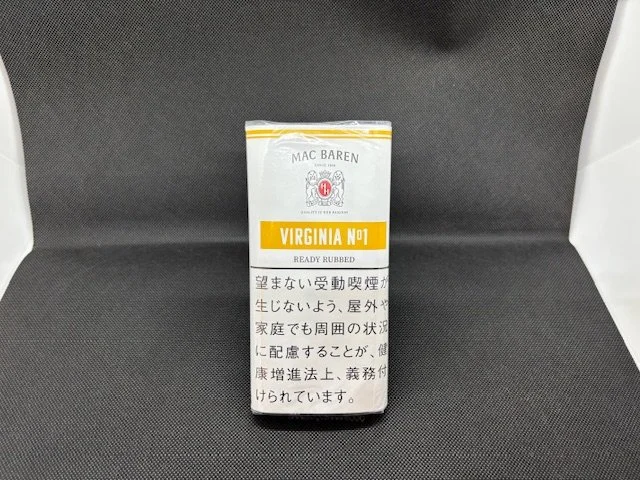 MAC BAREN
VIRGINIA Nº1
READY RUBBED
望まない受動喫煙が
生じないよう、屋外や
家庭でも周囲の状況
に配慮することが、健
康増進法上、義務付
けられています。